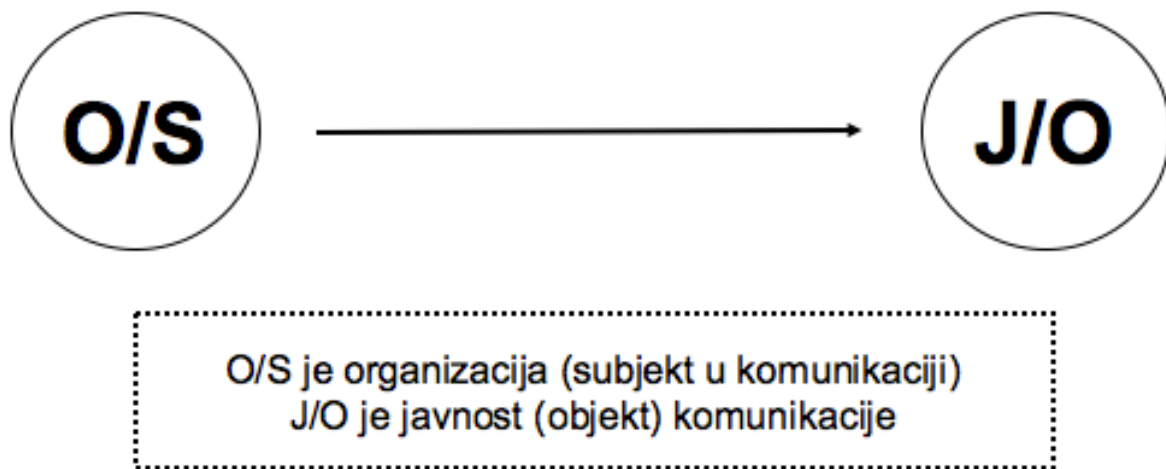 O/S
J/O
O/S je organizacija (subjekt u komunikaciji)
J/O je javnost (objekt) komunikacije